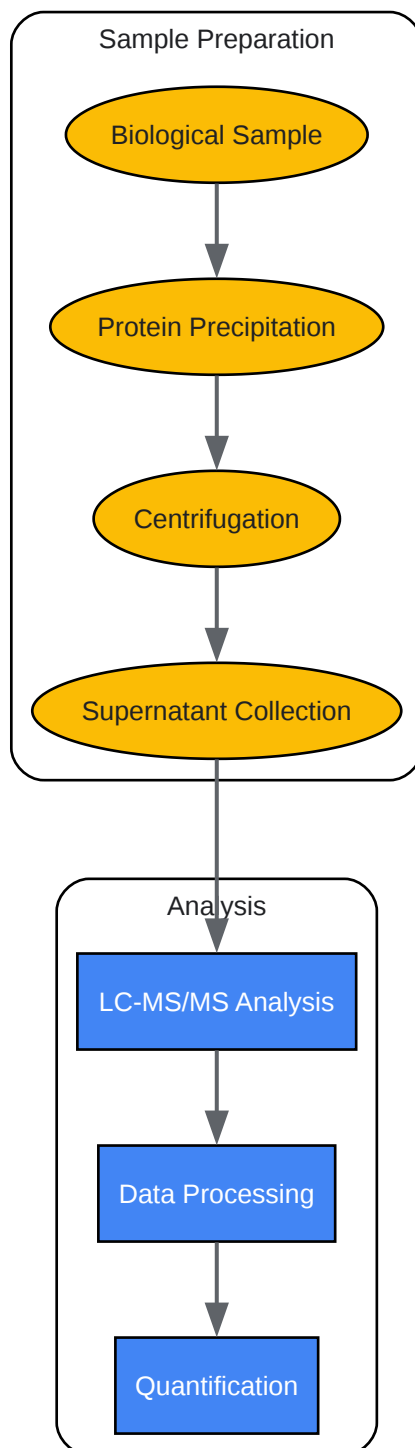 Sample Preparation
Biological Sample
Protein Precipitation
Centrifugation
Supernatant Collection
Analysis
LC-MS/MS Analysis
Data Processing
Quantification